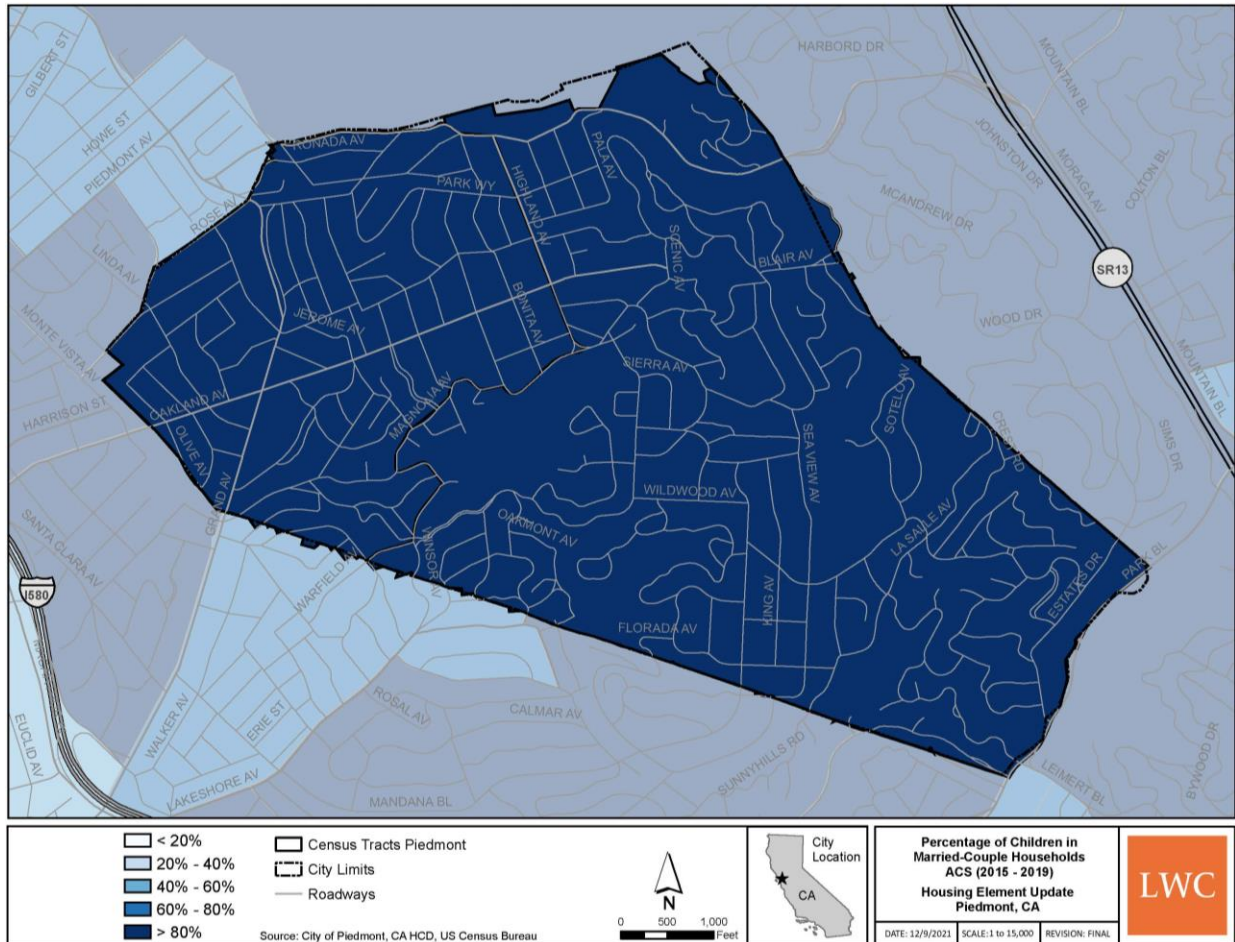 GILBERT ST
HOWE ST
PIEDMONT AV
HARBORD DR
MOUNTAIN BL
JOHNSTON DR
MORAGA AV
COLTON BL
RONADA AV
PARK WY
HIGHLAND AV
PALA AV
MCANDREW DR
ROSE AV
LINDA AV
SCENIC AV
BLAIR AV
SR13
BONITA AV
JEROME AV
WOOD DR
MONTE VISTA AV
SIERRA AV
MOUNTAIN BL
HARRISON ST
OAKLAND AV
MAGNOLIA AV
SOTELO AV
CREST RD
SIMS DR
OLIVE AV
SEA VIEW AV
GRAND AV
WILDWOOD AV
OAKMONT AV
LA SALLE AV
SANTA CLARA AV
WINSOR AV
WARFIELD AV
ESTATES DR
PARK BL
I580
KING AV
FLORADA AV
ROSAL AV
CALMAR AV
WALKER AV
ERIE ST
EUCLID AV
SUNNYHILLS RD
LEIMERT BL
BYWOOD DR
LAKESHORE AV
MANDANA BL
< 20%
20% - 40%
40% - 60%
60% - 80%
> 80%
Census Tracts Piedmont
City Limits
Roadways
Source: City of Piedmont, CA HCD, US Census Bureau
N
0 500 1,000
Feet
City
Location
CA
Percentage of Children in
Married-Couple Households
ACS (2015 - 2019)
Housing Element Update
Piedmont, CA
DATE: 12/9/2021 SCALE:1 to 15,000 REVISION: FINAL
LWC